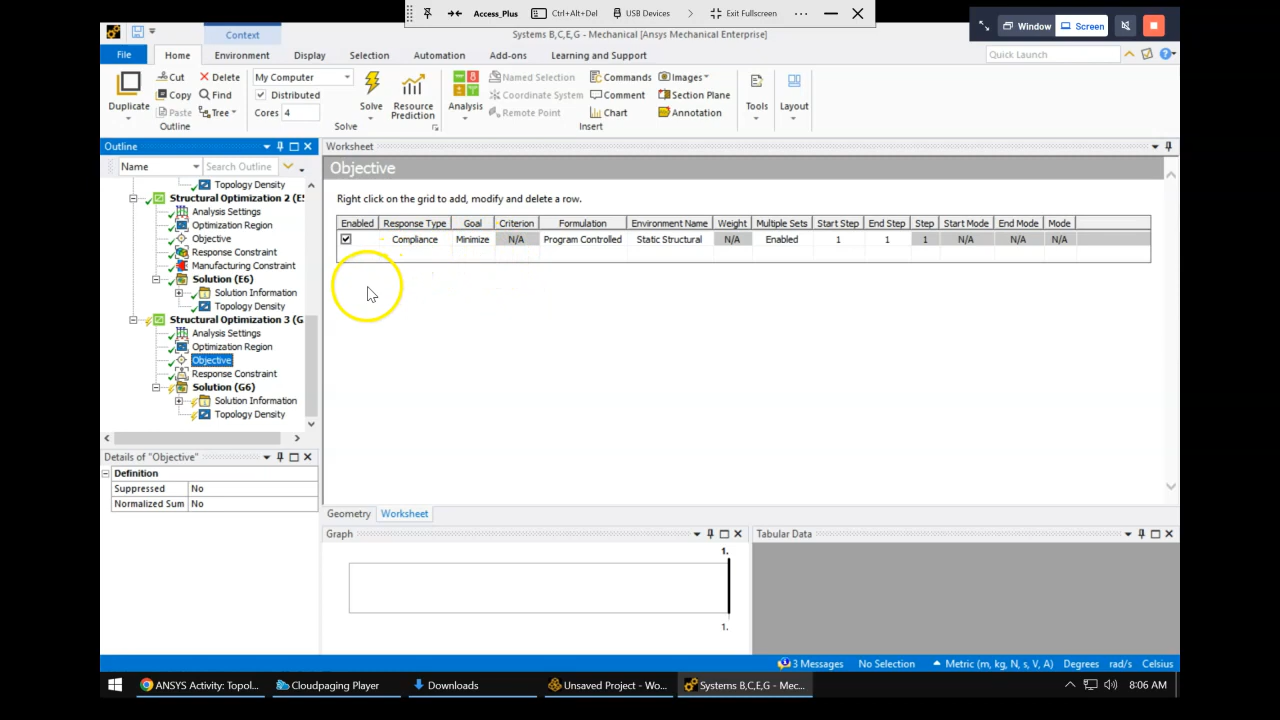 Access_Plus Ctrl+Alt+Del USB Devices Exit Fullscreen
Window Screen
Context
Systems B,C,E,G - Mechanical [Ansys Mechanical Enterprise]
File Home Environment Display Selection Automation Add-ons Learning and Support Quick Launch
Duplicate
Cut
Copy
Paste
Delete
Find
Tree
Outline
My Computer
Distributed
Cores 4
Solve
Resource Prediction
Solve
Analysis
Named Selection
Coordinate System
Remote Point
Commands
Comment
Chart
Images
Section Plane
Annotation
Insert
Tools
Layout
Outline
Name Search Outline
Topology Density
Structural Optimization 2 (E5
Analysis Settings
Optimization Region
Objective
Response Constraint
Manufacturing Constraint
Solution (E6)
Solution Information
Topology Density
Structural Optimization 3 (G
Analysis Settings
Optimization Region
Objective
Response Constraint
Solution (G6)
Solution Information
Topology Density
Details of "Objective"
Definition
Suppressed No
Normalized Sum No
Worksheet
Objective
Right click on the grid to add, modify and delete a row.
Enabled Response Type Goal Criterion Formulation Environment Name Weight Multiple Sets Start Step End Step Step Start Mode End Mode Mode
Compliance Minimize N/A Program Controlled Static Structural N/A Enabled 1 1 1 N/A N/A N/A
Geometry Worksheet
Graph
1.
1.
Tabular Data
3 Messages No Selection Metric (m, kg, N, s, V, A) Degrees rad/s Celsius
ANSYS Activity: Topol... Cloudpaging Player Downloads Unsaved Project - Wo... Systems B,C,E,G - Mec... 8:06 AM